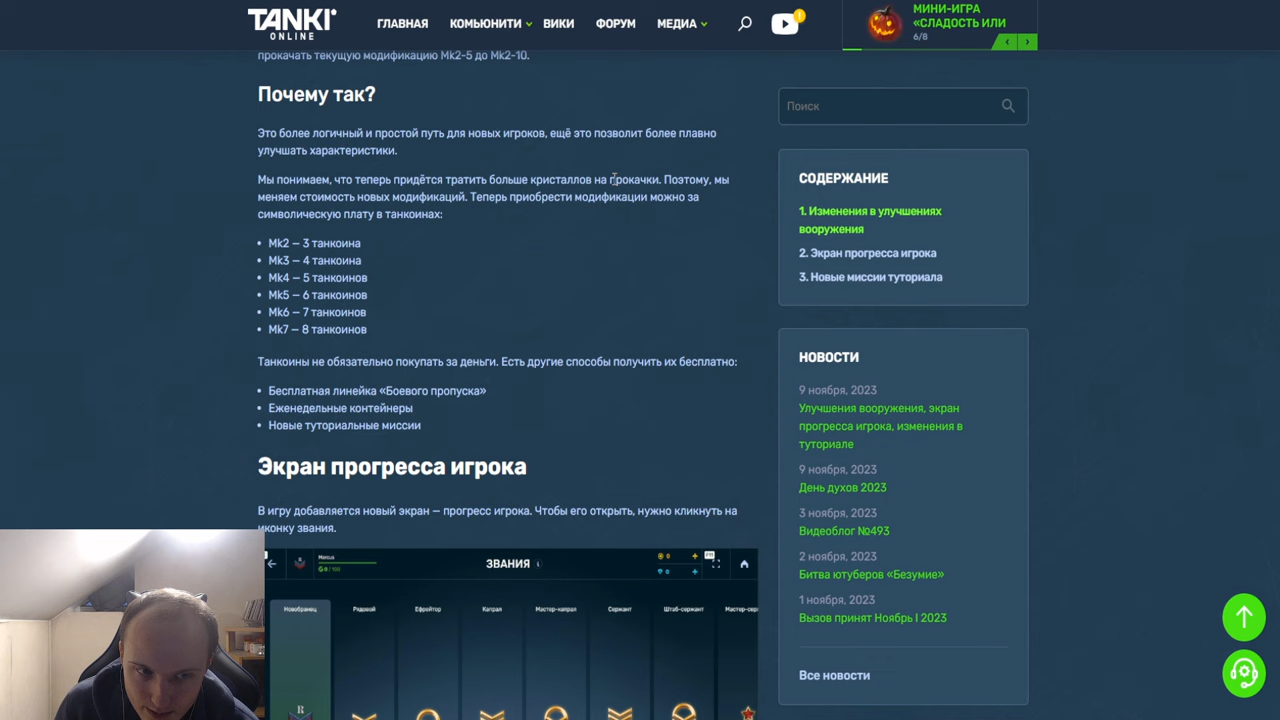 TANKI
ONLINE
ГЛАВНАЯ
КОМЬЮНИТИ
ВИКИ
ФОРУМ
МЕДИА
1
МИНИ-ИГРА
«СЛАДОСТЬ ИЛИ
6/8
прокачать текущую модификацию Mk2-5 до Mk2-10.
Почему так?
Это более логичный и простой путь для новых игроков, ещё это позволит более плавно
улучшать характеристики.
Мы понимаем, что теперь придётся тратить больше кристаллов на прокачки. Поэтому, мы
меняем стоимость новых модификаций. Теперь приобрести модификации можно за
символическую плату в танкоинах:
• Mk2 — 3 танкоина
• Mk3 — 4 танкоина
• Mk4 — 5 танкоинов
• Mk5 — 6 танкоинов
• Mk6 — 7 танкоинов
• Mk7 — 8 танкоинов
Танкоины не обязательно покупать за деньги. Есть другие способы получить их бесплатно:
• Бесплатная линейка «Боевого пропуска»
• Еженедельные контейнеры
• Новые туториальные миссии
Экран прогресса игрока
В игру добавляется новый экран — прогресс игрока. Чтобы его открыть, нужно кликнуть на
иконку звания.
Marcus
0 / 100
ЗВАНИЯ
0
0
F11
Новобранец
Рядовой
Ефрейтор
Капрал
Мастер-капрал
Сержант
Штаб-сержант
Мастер-сер
R
Поиск
СОДЕРЖАНИЕ
1. Изменения в улучшениях
вооружения
2. Экран прогресса игрока
3. Новые миссии туториала
НОВОСТИ
9 ноября, 2023
Улучшения вооружения, экран
прогресса игрока, изменения в
туториале
9 ноября, 2023
День духов 2023
3 ноября, 2023
Видеоблог №493
2 ноября, 2023
Битва ютуберов «Безумие»
1 ноября, 2023
Вызов принят Ноябрь I 2023
Все новости